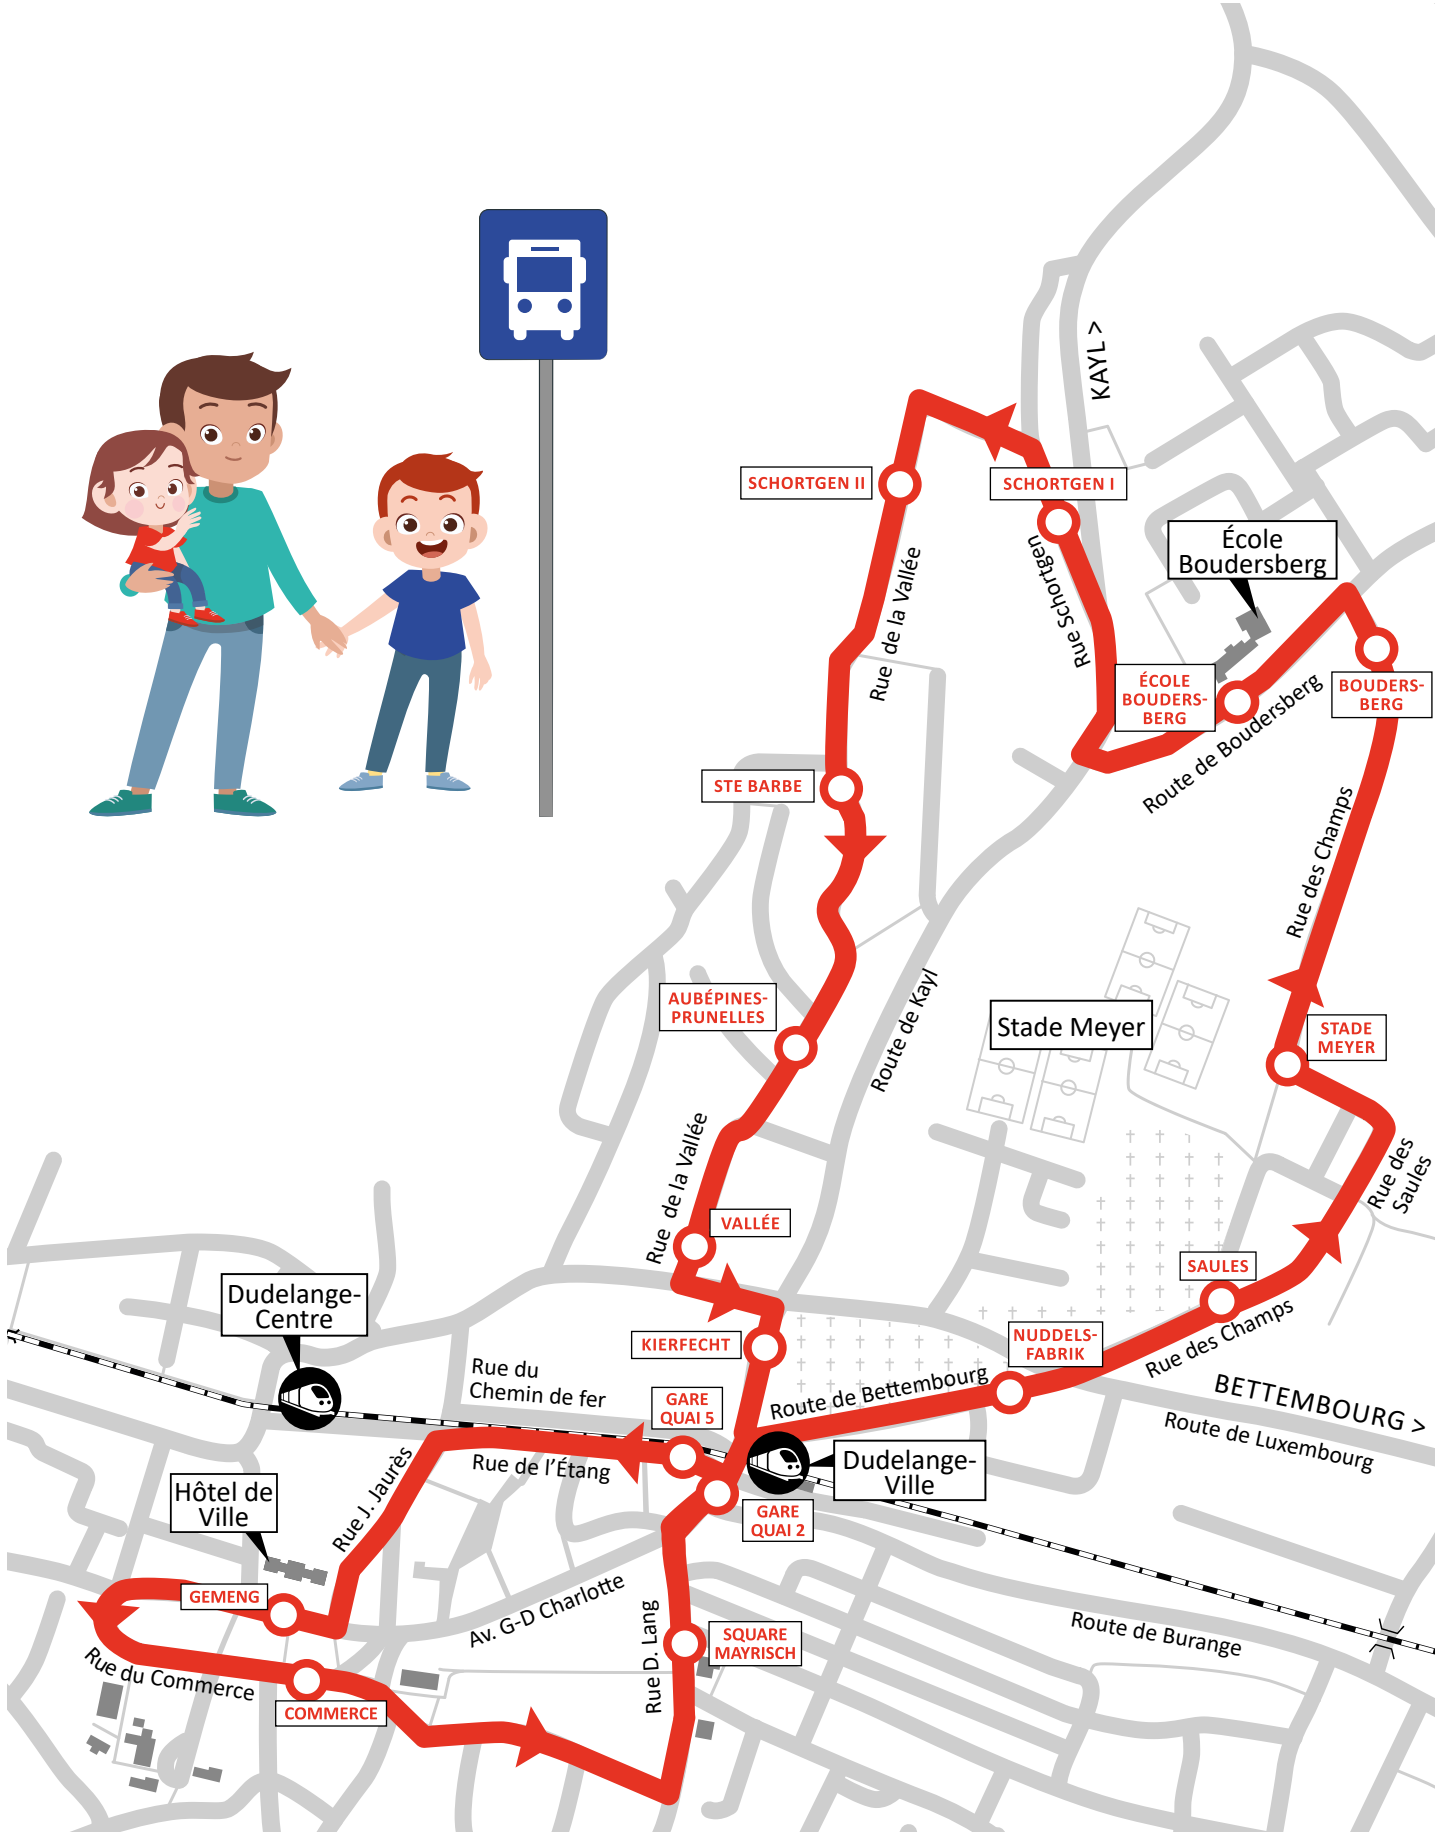 KAYL >
SCHORTGEN II
SCHORTGEN I
École
Boudersberg
Rue de la Vallée
Rue Schortgen
ÉCOLE
BOUDERS-
BERG
BOUDERS-
BERG
Route de Boudersberg
STE BARBE
Rue des Champs
AUBÉPINES-
PRUNELLES
Route de Kayl
Stade Meyer
STADE
MEYER
Rue de la Vallée
Rue des
Saules
VALLÉE
SAULES
Dudelange-
Centre
KIERFECHT
NUDDELS-
FABRIK
Rue des Champs
Rue du
Chemin de fer
GARE
QUAI 5
Route de Bettembourg
BETTEMBOURG >
Route de Luxembourg
Rue J. Jaurès
Rue de l'Étang
Dudelange-
Ville
Hôtel de
Ville
GARE
QUAI 2
GEMENG
Av. G-D Charlotte
Rue D. Lang
SQUARE
MAYRISCH
Route de Burange
Rue du Commerce
COMMERCE